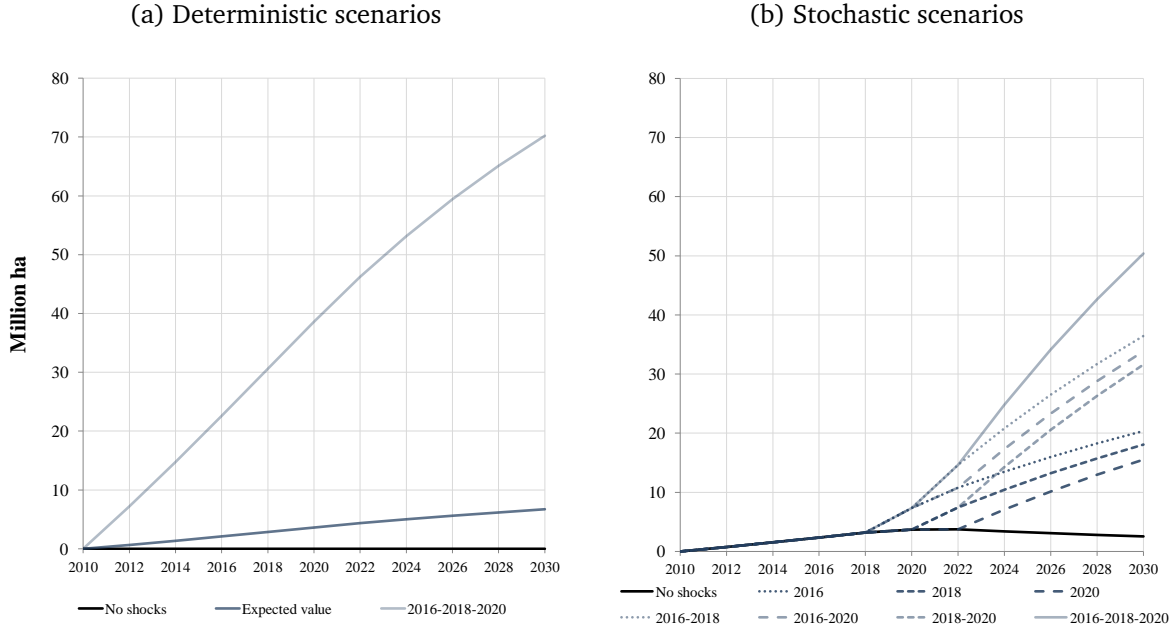 (a) Deterministic scenarios
(b) Stochastic scenarios
Million ha
80
70
60
50
40
30
20
10
0
2010 2012 2014 2016 2018 2020 2022 2024 2026 2028 2030
No shocks Expected value 2016-2018-2020
80
70
60
50
40
30
20
10
0
2010 2012 2014 2016 2018 2020 2022 2024 2026 2028 2030
No shocks 2016 2018 2020
2016-2018 2016-2020 2018-2020 2016-2018-2020